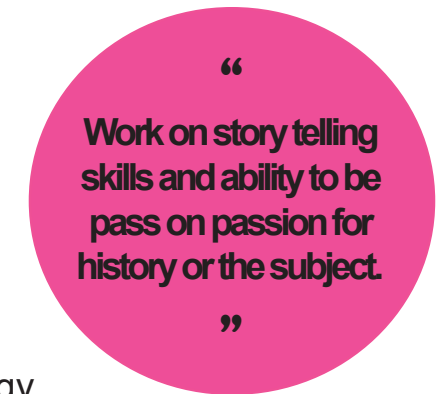 “
Work on story telling
skills and ability to be
pass on passion for
history or the subject.
”